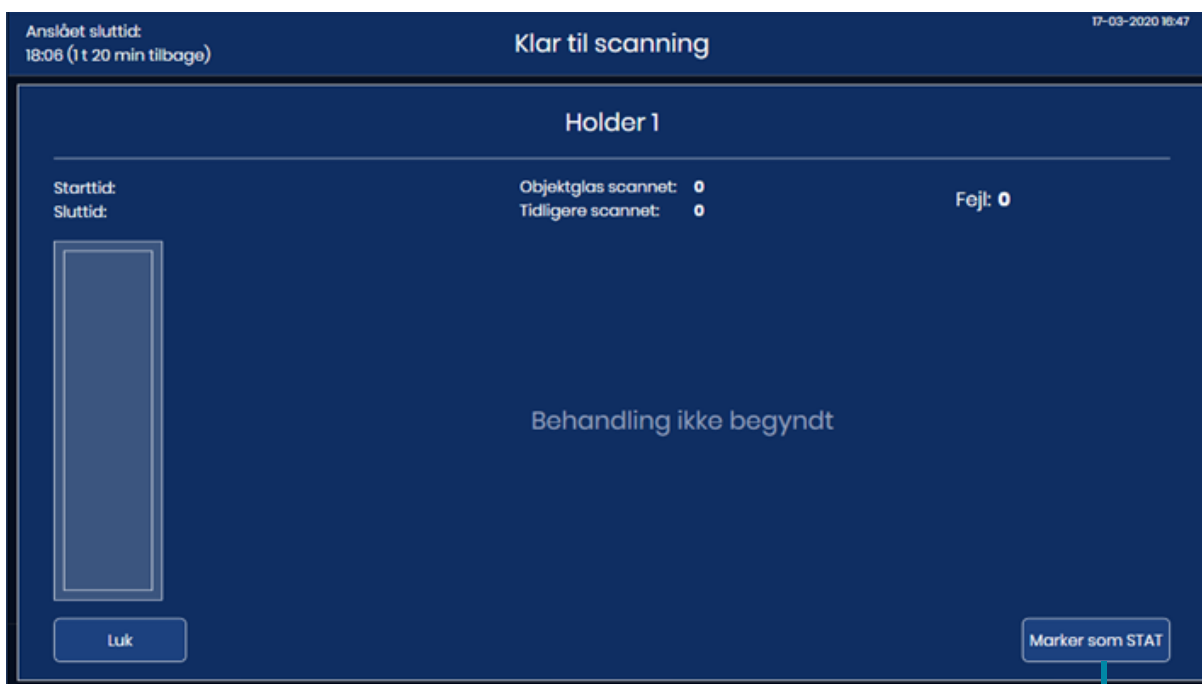 Anslået sluttid:
18:06 (1 t 20 min tilbage)
Klar til scanning
17-03-2020 16:47
Holder 1
Starttid:
Sluttid:
Objektglas scannet: 0
Tidligere scannet: 0
Fejl: 0
Behandling ikke begyndt
Luk
Marker som STAT